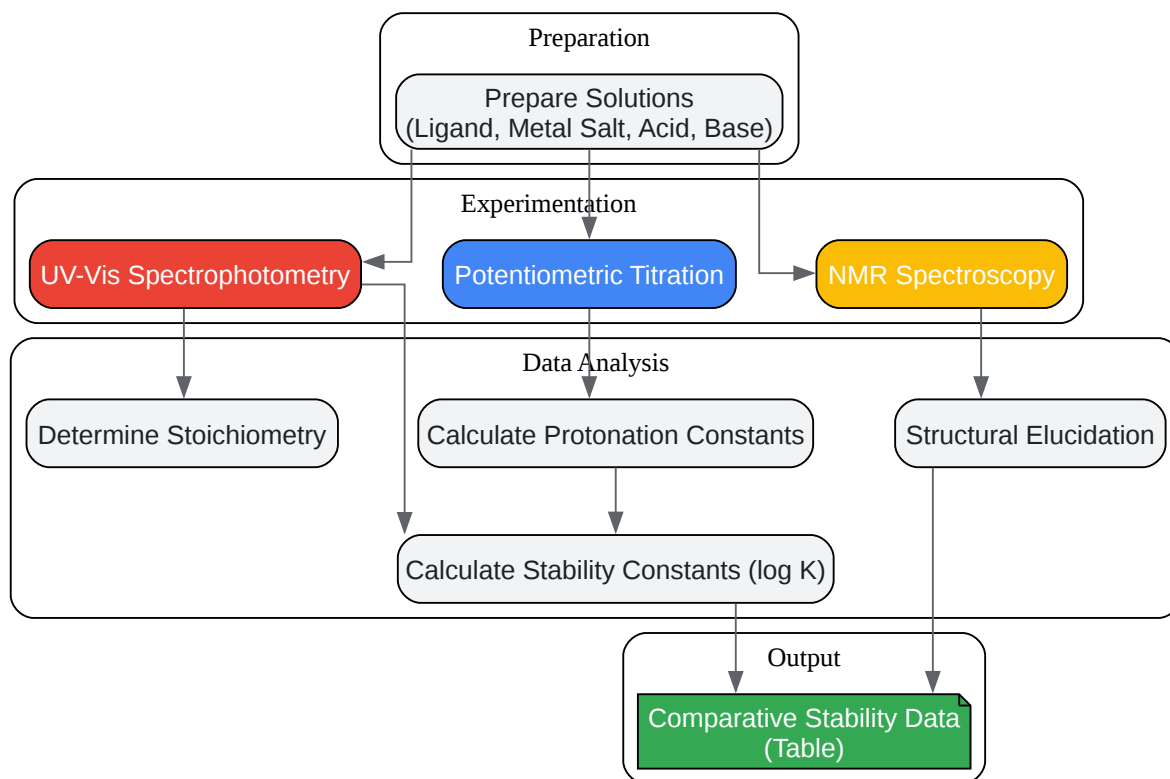 Preparation
Prepare Solutions
(Ligand, Metal Salt, Acid, Base)
Experimentation
UV-Vis Spectrophotometry
Potentiometric Titration
NMR Spectroscopy
Data Analysis
Determine Stoichiometry
Calculate Protonation Constants
Structural Elucidation
Calculate Stability Constants (log K)
Output
Comparative Stability Data
(Table)